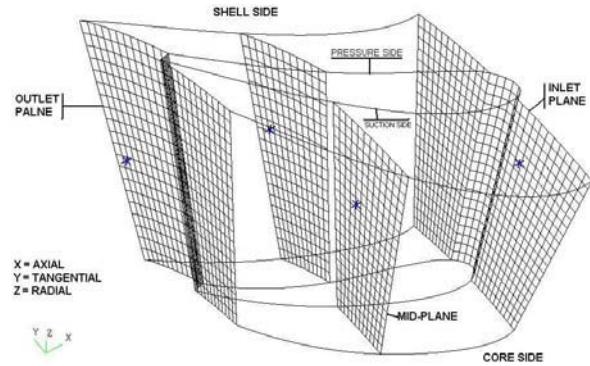 SHELL SIDE
PRESSURE SIDE
OUTLET
PALNE
INLET
PLANE
SUCTION SIDE
X = AXIAL
Y = TANGENTIAL
Z = RADIAL
MID-PLANE
Y Z X
CORE SIDE